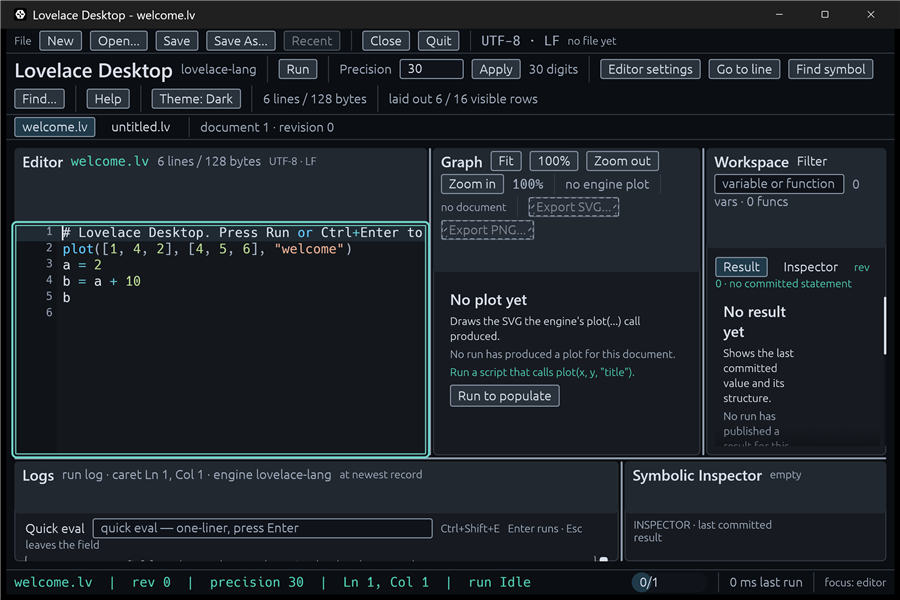 Lovelace Desktop - welcome.lv
File New Open... Save Save As... Recent Close Quit UTF-8 · LF no file yet
Lovelace Desktop lovelace-lang Run Precision 30 Apply 30 digits Editor settings Go to line Find symbol
Find... Help Theme: Dark 6 lines / 128 bytes laid out 6 / 16 visible rows
welcome.lv untitled.lv document 1 · revision 0
Editor welcome.lv 6 lines / 128 bytes UTF-8 · LF
1 # Lovelace Desktop. Press Run or Ctrl+Enter to
2 plot([1, 4, 2], [4, 5, 6], "welcome")
3 a = 2
4 b = a + 10
5 b
6
Graph Fit 100% Zoom out
Zoom in 100% no engine plot
no document Export SVG...
Export PNG...
No plot yet
Draws the SVG the engine's plot(...) call
produced.
No run has produced a plot for this document.
Run a script that calls plot(x, y, "title").
Run to populate
Workspace Filter
variable or function 0
vars · 0 funcs
Result Inspector rev
0 · no committed statement
No result
yet
Shows the last
committed
value and its
structure.
No run has
published a
result for this
Logs run log · caret Ln 1, Col 1 · engine lovelace-lang at newest record
Quick eval quick eval — one-liner, press Enter Ctrl+Shift+E Enter runs · Esc
leaves the field
Symbolic Inspector empty
INSPECTOR · last committed
result
welcome.lv | rev 0 | precision 30 | Ln 1, Col 1 | run Idle 0/1 0 ms last run focus: editor